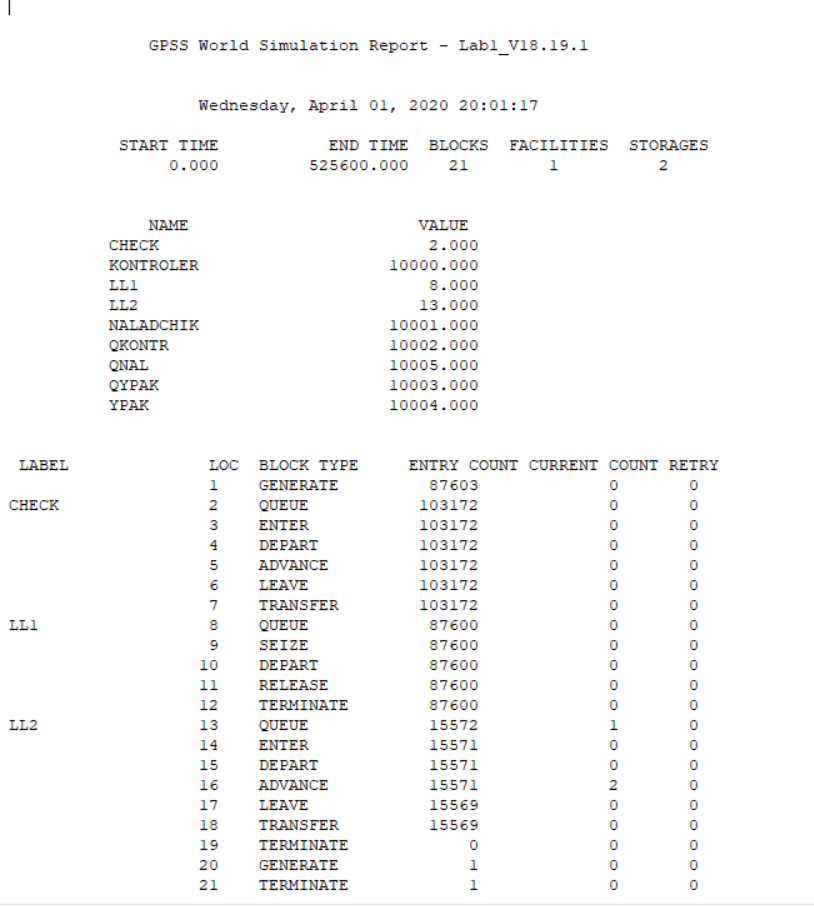 GPSS World Simulation Report - Lab1_V18.19.1
Wednesday, April 01, 2020 20:01:17
START TIME END TIME BLOCKS FACILITIES STORAGES
0.000 525600.000 21 1 2
NAME VALUE
CHECK 2.000
KONTROLER 10000.000
LL1 8.000
LL2 13.000
NALADCHIK 10001.000
QKONTR 10002.000
QNAL 10005.000
QYPAK 10003.000
YPAK 10004.000
LABEL LOC BLOCK TYPE ENTRY COUNT CURRENT COUNT RETRY
1 GENERATE 87603 0 0
CHECK 2 QUEUE 103172 0 0
3 ENTER 103172 0 0
4 DEPART 103172 0 0
5 ADVANCE 103172 0 0
6 LEAVE 103172 0 0
7 TRANSFER 103172 0 0
LL1 8 QUEUE 87600 0 0
9 SEIZE 87600 0 0
10 DEPART 87600 0 0
11 RELEASE 87600 0 0
12 TERMINATE 87600 0 0
LL2 13 QUEUE 15572 1 0
14 ENTER 15571 0 0
15 DEPART 15571 0 0
16 ADVANCE 15571 2 0
17 LEAVE 15569 0 0
18 TRANSFER 15569 0 0
19 TERMINATE 0 0 0
20 GENERATE 1 0 0
21 TERMINATE 1 0 0